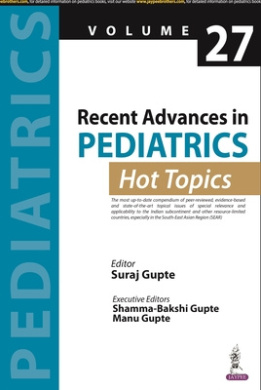 VOLUME 27
Recent Advances in
PEDIATRICS
Hot Topics
The most up-to-date compendium of peer-reviewed, evidence-based
and state-of-the-art topical issues of special relevance and
applicability to the Indian subcontinent and other resource-limited
countries, especially in the South-East Asian Region (SEAR)
Editor
Suraj Gupte
Executive Editors
Shamma-Bakshi Gupte
Manu Gupte
PEDIATRICS
JAYPEE